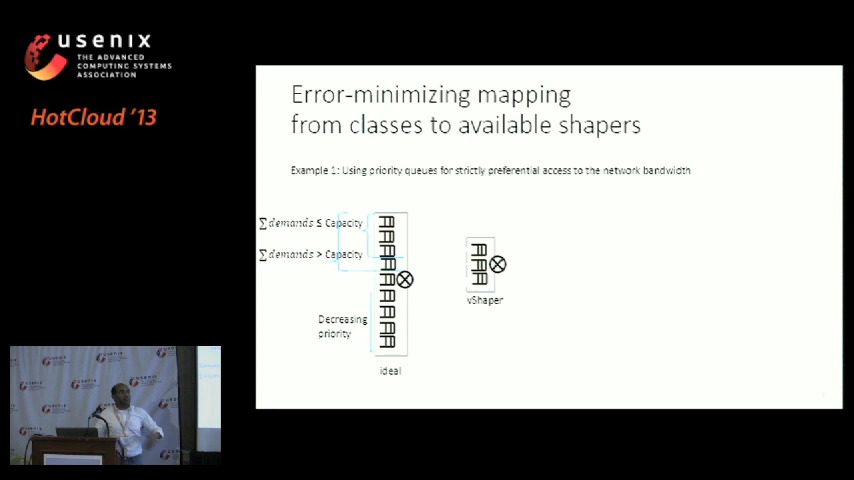 usenix
THE ADVANCED
COMPUTING SYSTEMS
ASSOCIATION
HotCloud '13
Error-minimizing mapping
from classes to available shapers
Example 1: Using priority queues for strictly preferential access to the network bandwidth
∑ demands ≤ Capacity
∑ demands > Capacity
Decreasing
priority
ideal
vShaper